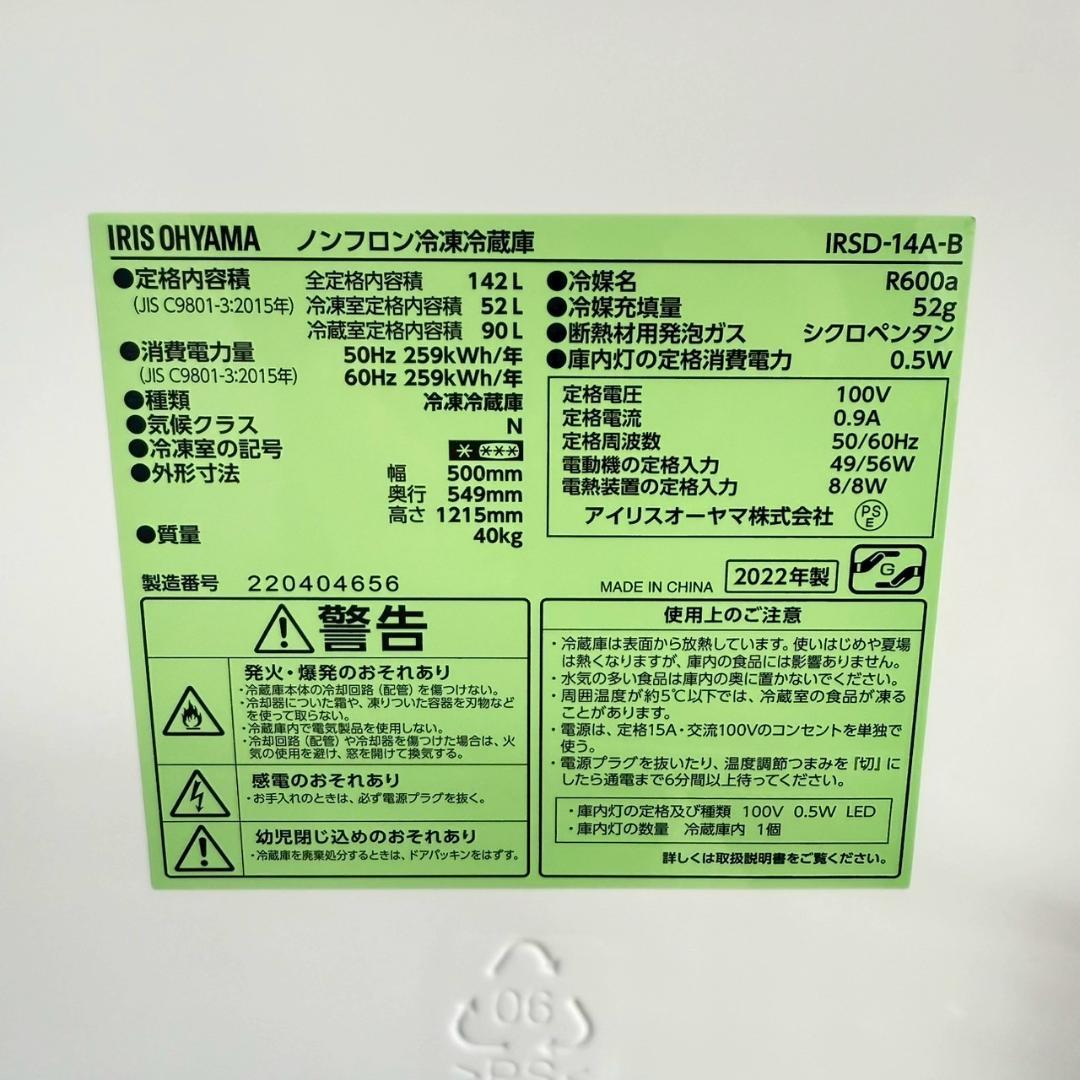 IRIS OHYAMA ノンフロン冷凍冷蔵庫 IRSD-14A-B
●定格内容積 全定格内容積 142L
(JIS C9801-3:2015年) 冷凍室定格内容積 52L
冷蔵室定格内容積 90L
●消費電力量 50Hz 259kWh/年
(JIS C9801-3:2015年) 60Hz 259kWh/年
●種類 冷凍冷蔵庫
●気候クラス N
●冷凍室の記号
●外形寸法 幅 500mm
奥行 549mm
高さ 1215mm
●質量 40kg
●冷媒名 R600a
●冷媒充填量 52g
●断熱材用発泡ガス シクロペンタン
●庫内灯の定格消費電力 0.5W
定格電圧 100V
定格電流 0.9A
定格周波数 50/60Hz
電動機の定格入力 49/56W
電熱装置の定格入力 8/8W
アイリスオーヤマ株式会社 PSE
製造番号 220404656
MADE IN CHINA 2022年製 G
警告
発火・爆発のおそれあり
・冷蔵庫本体の冷却回路(配管)を傷つけない。
・冷却器についた霜や、凍りついた容器を刃物など
を使って取らない。
・冷蔵庫内で電気製品を使用しない。
・冷却回路(配管)や冷却器を傷つけた場合は、火
気の使用を避け、窓を開けて換気する。
感電のおそれあり
・お手入れのときは、必ず電源プラグを抜く。
幼児閉じ込めのおそれあり
・冷蔵庫を廃棄処分するときは、ドアパッキンをはずす。
使用上のご注意
・冷蔵庫は表面から放熱しています。使いはじめや夏場
は熱くなりますが、庫内の食品には影響ありません。
・水気の多い食品は庫内の奥に置かないでください。
・周囲温度が約5℃以下では、冷蔵室の食品が凍る
ことがあります。
・電源は、定格15A・交流100Vのコンセントを単独で
使う。
・電源プラグを抜いたり、温度調節つまみを『切』に
したら通電まで6分間以上待ってください。
・庫内灯の定格及び種類 100V 0.5W LED
・庫内灯の数量 冷蔵庫内 1個
詳しくは取扱説明書をご覧ください。
06
>PS<